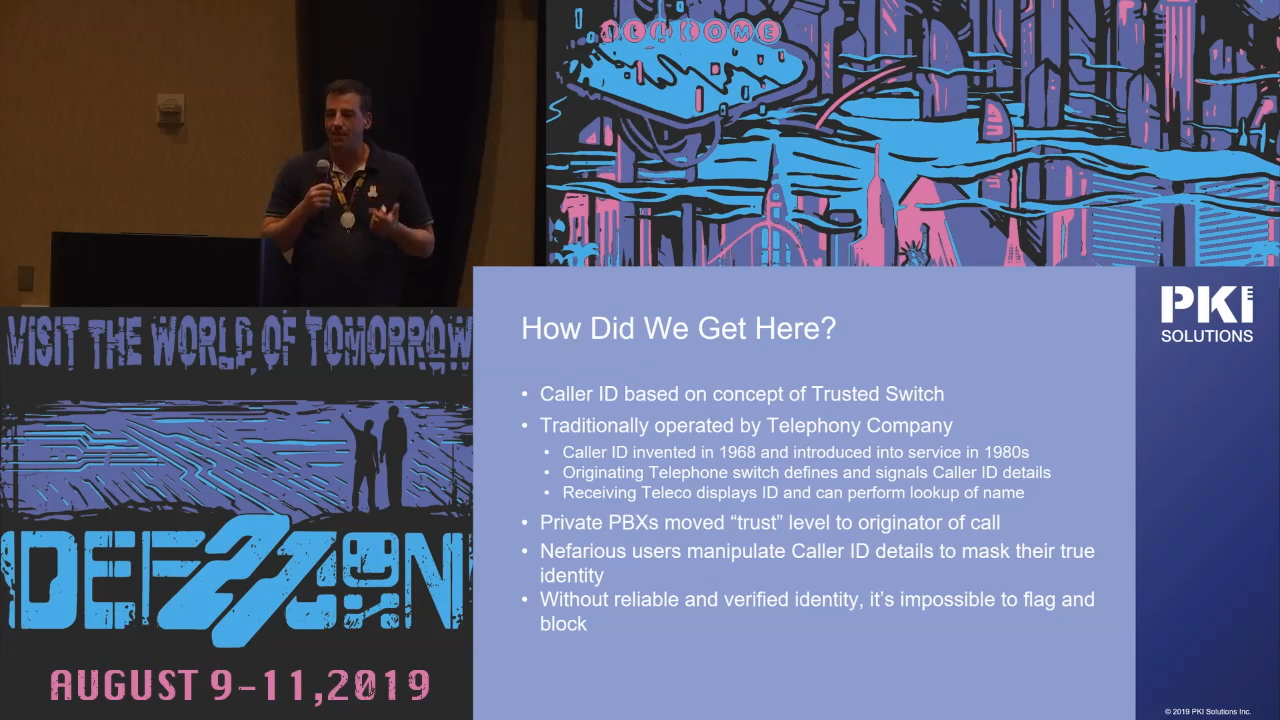 WELCOME
VISIT THE WORLD OF TOMORROW
DEF27CON
AUGUST 9-11,2019
PKI
SOLUTIONS
How Did We Get Here?
• Caller ID based on concept of Trusted Switch
• Traditionally operated by Telephony Company
• Caller ID invented in 1968 and introduced into service in 1980s
• Originating Telephone switch defines and signals Caller ID details
• Receiving Teleco displays ID and can perform lookup of name
• Private PBXs moved “trust” level to originator of call
• Nefarious users manipulate Caller ID details to mask their true
identity
• Without reliable and verified identity, it’s impossible to flag and
block
© 2019 PKI Solutions Inc.